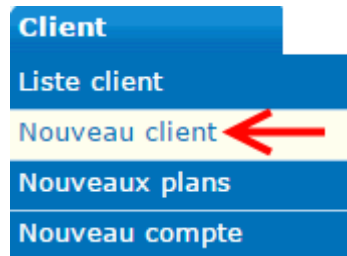 Client
Liste client
Nouveau client
Nouveaux plans
Nouveau compte